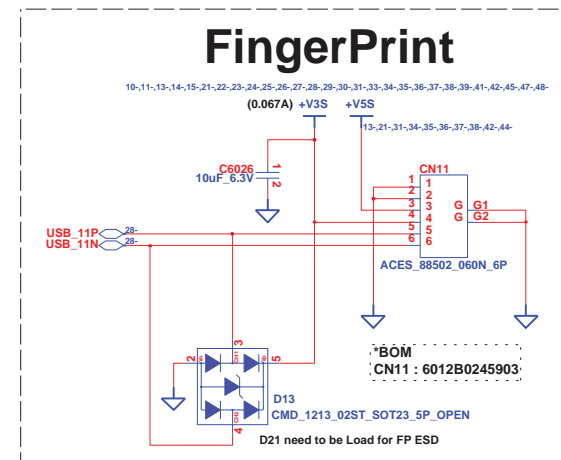 FingerPrint
10-,11-,13-,14-,15-,21-,22-,23-,24-,25-,26-,27-,28-,29-,30-,31-,33-,34-,35-,36-,37-,38-,39-,41-,42-,45-,47-,48-
(0.067A) +V3S +V5S
13-,21-,31-,34-,35-,36-,37-,38-,42-,44-
C6026
10uF_6.3V
1
2
CN11
1 1
2 2
3 3
4 4
5 5
6 6
G G1
G G2
ACES_88502_060N_6P
USB_11P 28-
USB_11N 28-
3
2
5
4
CH1
CH2
D13
CMD_1213_02ST_SOT23_5P_OPEN
*BOM
CN11 : 6012B0245903
D21 need to be Load for FP ESD